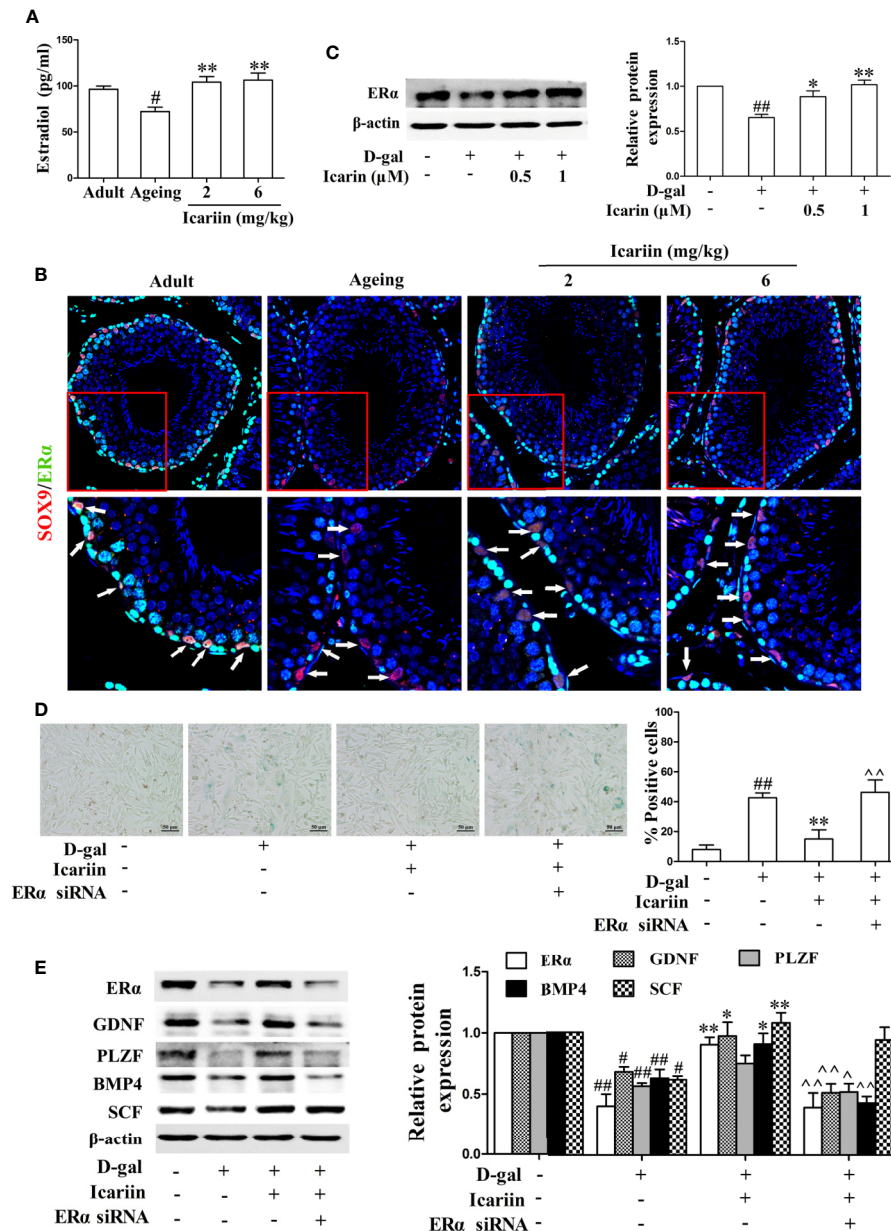 A
Estradiol (pg/ml)
150
100
50
0
#
**
**
Adult Ageing 2 6
Icariin (mg/kg)
C
ERα
β-actin
D-gal - + + +
Icarin (µM) - - 0.5 1
Relative protein
expression
1.5
1.0
0.5
0.0
##
*
**
D-gal - + + +
Icarin (µM) - - 0.5 1
B
Icariin (mg/kg)
Adult Ageing 2 6
SOX9/ERα
D
50 µm
50 µm
50 µm
50 µm
D-gal - + + +
Icariin - - + +
ERα siRNA - - - +
% Positive cells
100
80
60
40
20
0
##
**
^^
D-gal - + + +
Icariin - - + +
ERα siRNA - - - +
E
ERα
GDNF
PLZF
BMP4
SCF
β-actin
D-gal - + + +
Icariin - - + +
ERα siRNA - - - +
ERα GDNF PLZF
BMP4 SCF
Relative protein
expression
1.5
1.0
0.5
0.0
## # ## ## #
** * * **
^^ ^^ ^ ^^
D-gal - + + +
Icariin - - + +
ERα siRNA - - - +